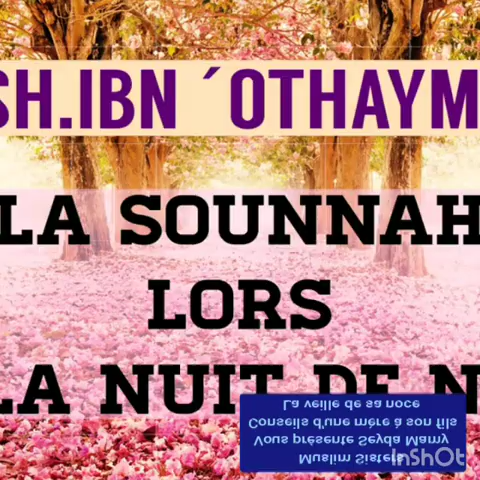 SH.IBN ´OTHAYM
LA SOUNNAH
LORS
LA NUIT DE N
Muslim Sisters
Vous présente Seyda Mamy
Conseils d'une mère à son fils
La veille de sa noce
InShOt